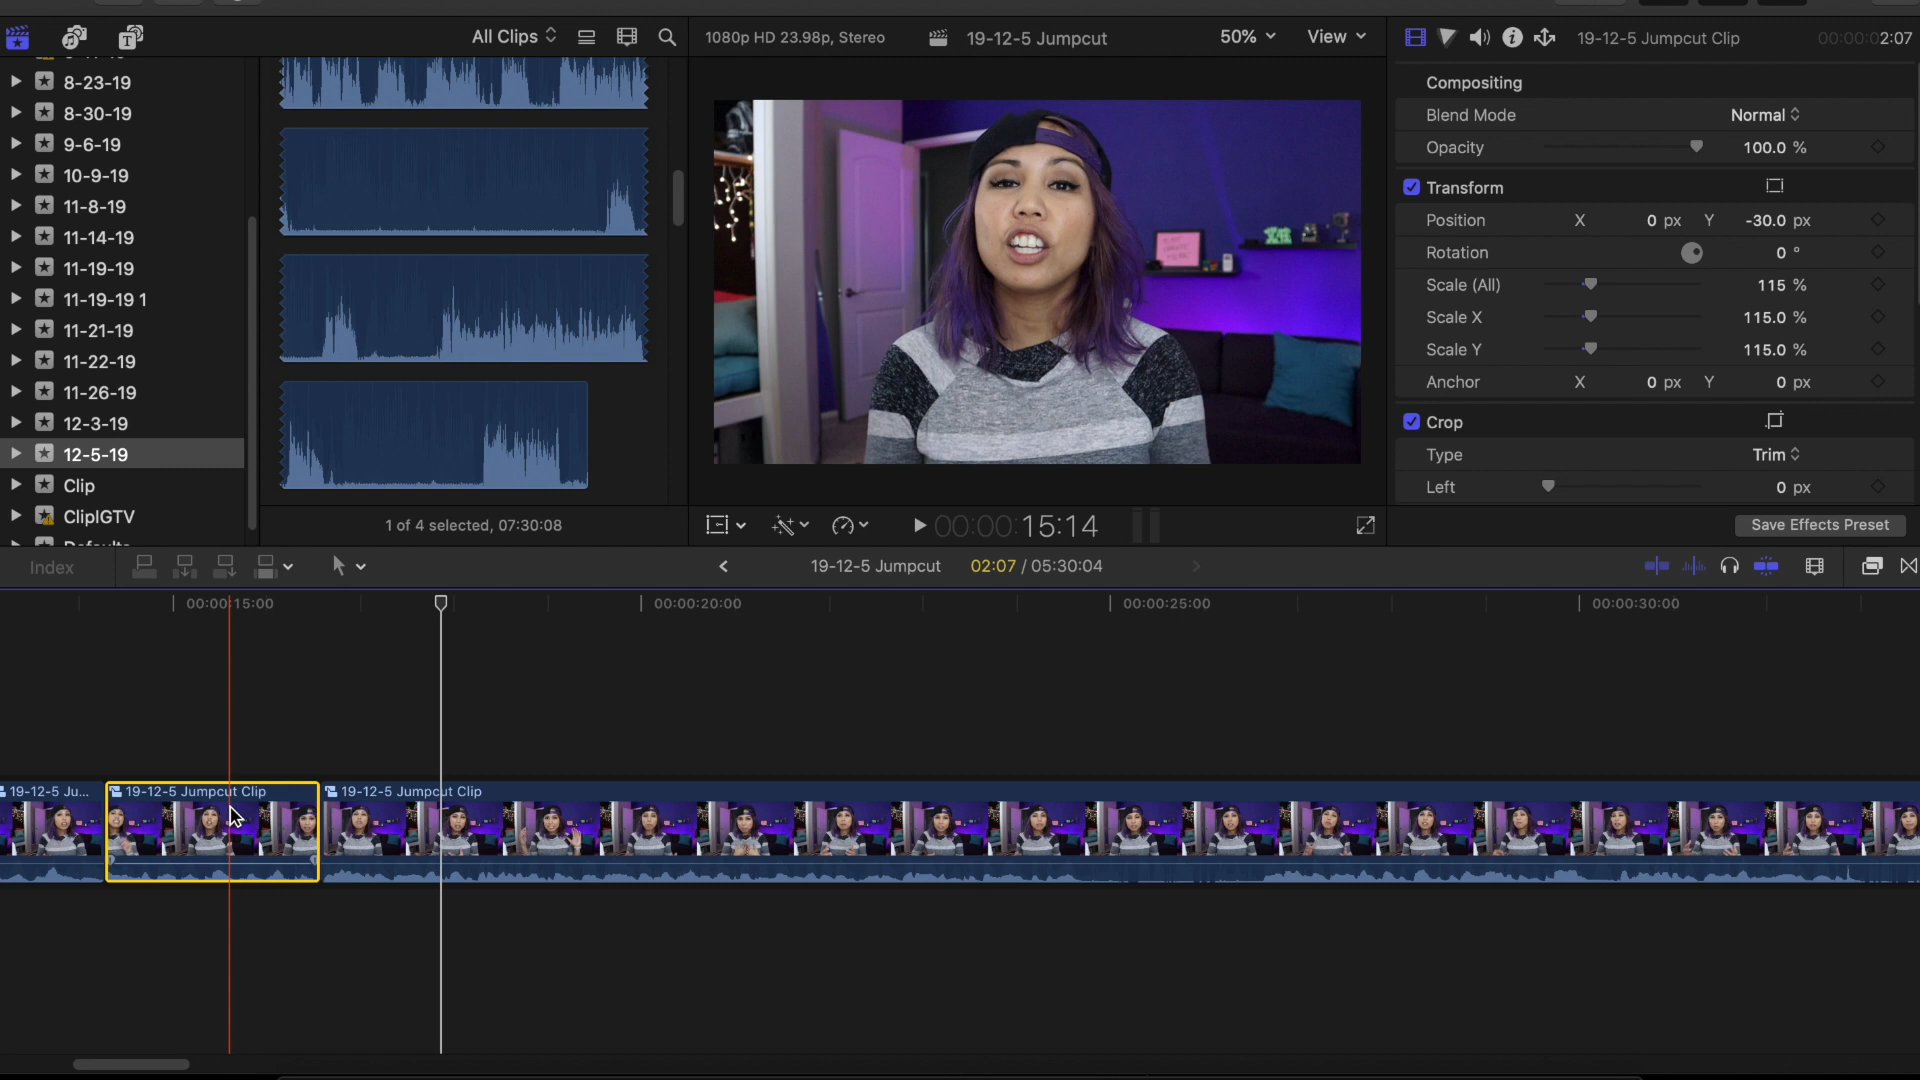 All Clips
1080p HD 23.98p, Stereo
19-12-5 Jumpcut
50%
View
19-12-5 Jumpcut Clip
00:00:02:07
8-23-19
8-30-19
9-6-19
10-9-19
11-8-19
11-14-19
11-19-19
11-19-19 1
11-21-19
11-22-19
11-26-19
12-3-19
12-5-19
Clip
ClipIGTV
1 of 4 selected, 07:30:08
00:00:15:14
Compositing
Blend Mode Normal
Opacity 100.0 %
Transform
Position X 0 px Y -30.0 px
Rotation 0 °
Scale (All) 115 %
Scale X 115.0 %
Scale Y 115.0 %
Anchor X 0 px Y 0 px
Crop
Type Trim
Left 0 px
Save Effects Preset
Index
19-12-5 Jumpcut 02:07 / 05:30:04
00:00:15:00
00:00:20:00
00:00:25:00
00:00:30:00
19-12-5 Ju...
19-12-5 Jumpcut Clip
19-12-5 Jumpcut Clip